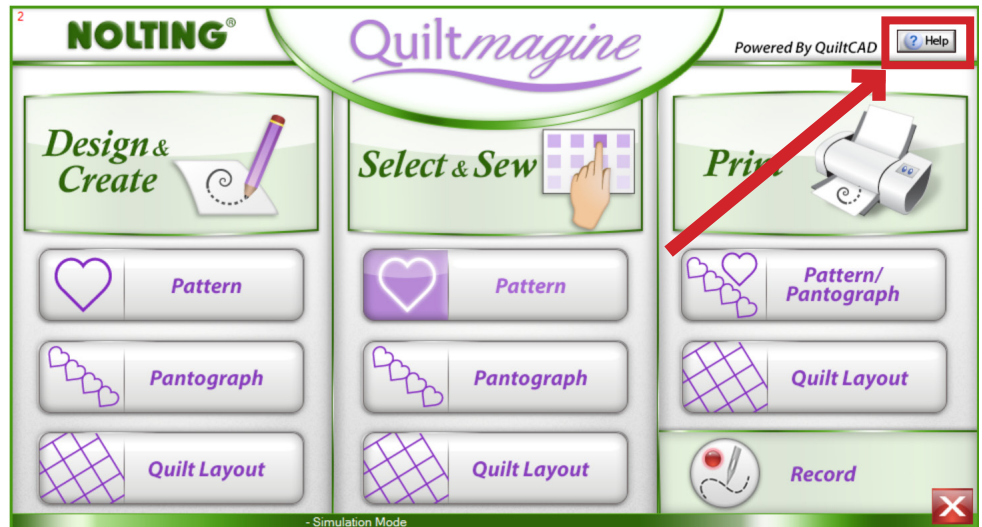 2
NOLTING®
Quiltmagine
Powered By QuiltCAD
? Help
Design &
Create
Select & Sew
Print
Pattern
Pantograph
Quilt Layout
Pattern
Pantograph
Quilt Layout
Pattern/
Pantograph
Quilt Layout
Record
- Simulation Mode